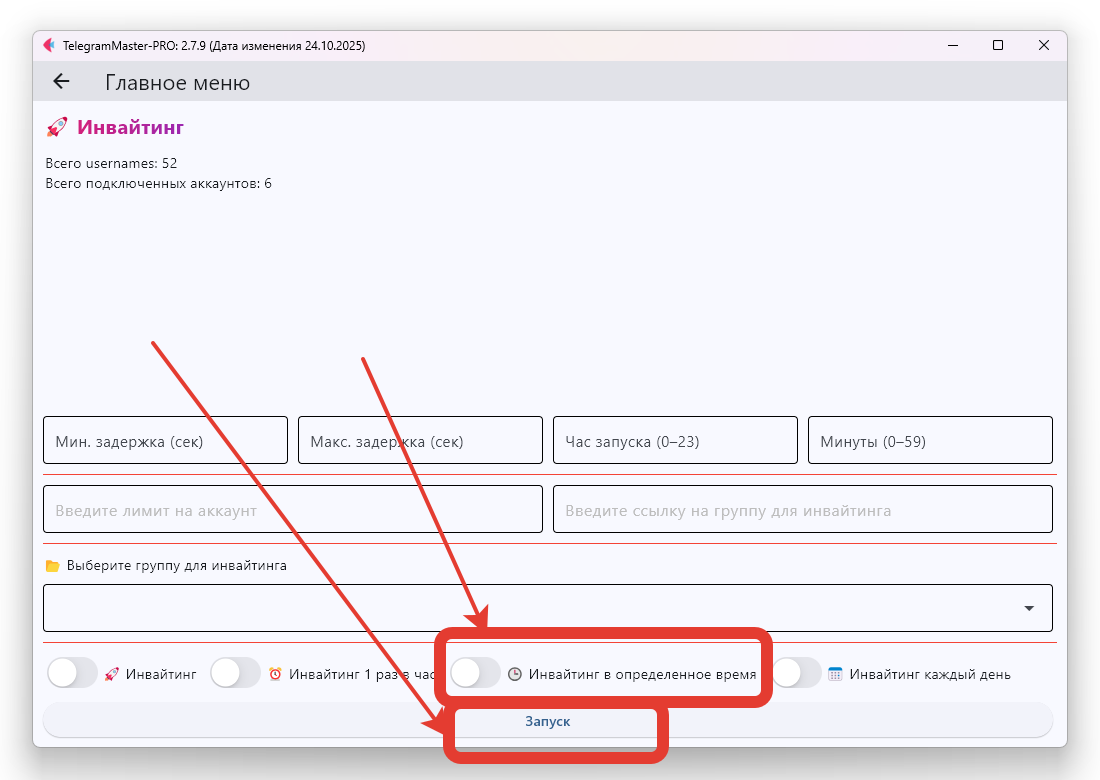 TelegramMaster-PRO: 2.7.9 (Дата изменения 24.10.2025)
Главное меню
Инвайтинг
Всего usernames: 52
Всего подключенных аккаунтов: 6
Мин. задержка (сек) Макс. задержка (сек) Час запуска (0–23) Минуты (0–59)
Введите лимит на аккаунт Введите ссылку на группу для инвайтинга
Выберите группу для инвайтинга
Инвайтинг Инвайтинг 1 раз в час Инвайтинг в определенное время Инвайтинг каждый день
Запуск